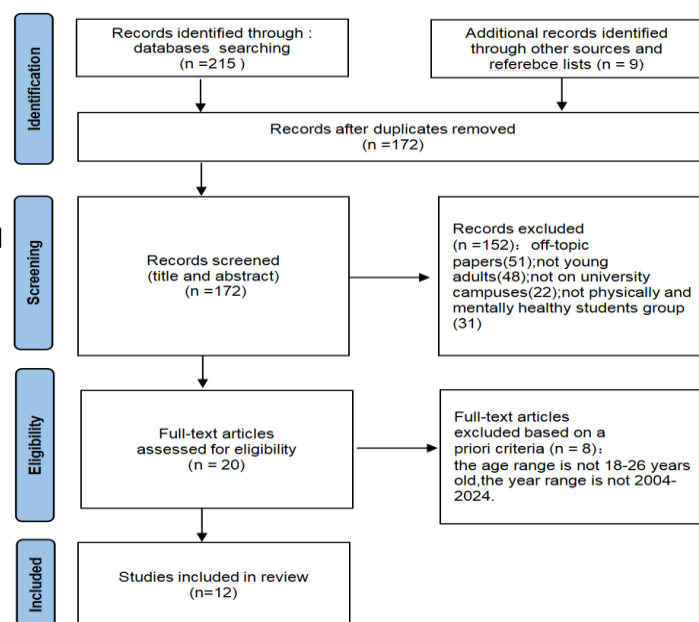 Identification
Records identified through :
databases searching
(n =215 )
Additional records identified
through other sources and
referebce lists (n = 9)
Records after duplicates removed
(n =172)
Screening
Records screened
(title and abstract)
(n =172)
Records excluded
(n =152)：off-topic
papers(51);not young
adults(48);not on university
campuses(22);not physically and
mentally healthy students group
(31)
Eligibility
Full-text articles
assessed for eligibility
(n = 20)
Full-text articles
excluded based on a
priori criteria (n = 8)：
the age range is not 18-26 years
old,the year range is not 2004-
2024.
Included
Studies included in review
(n=12)